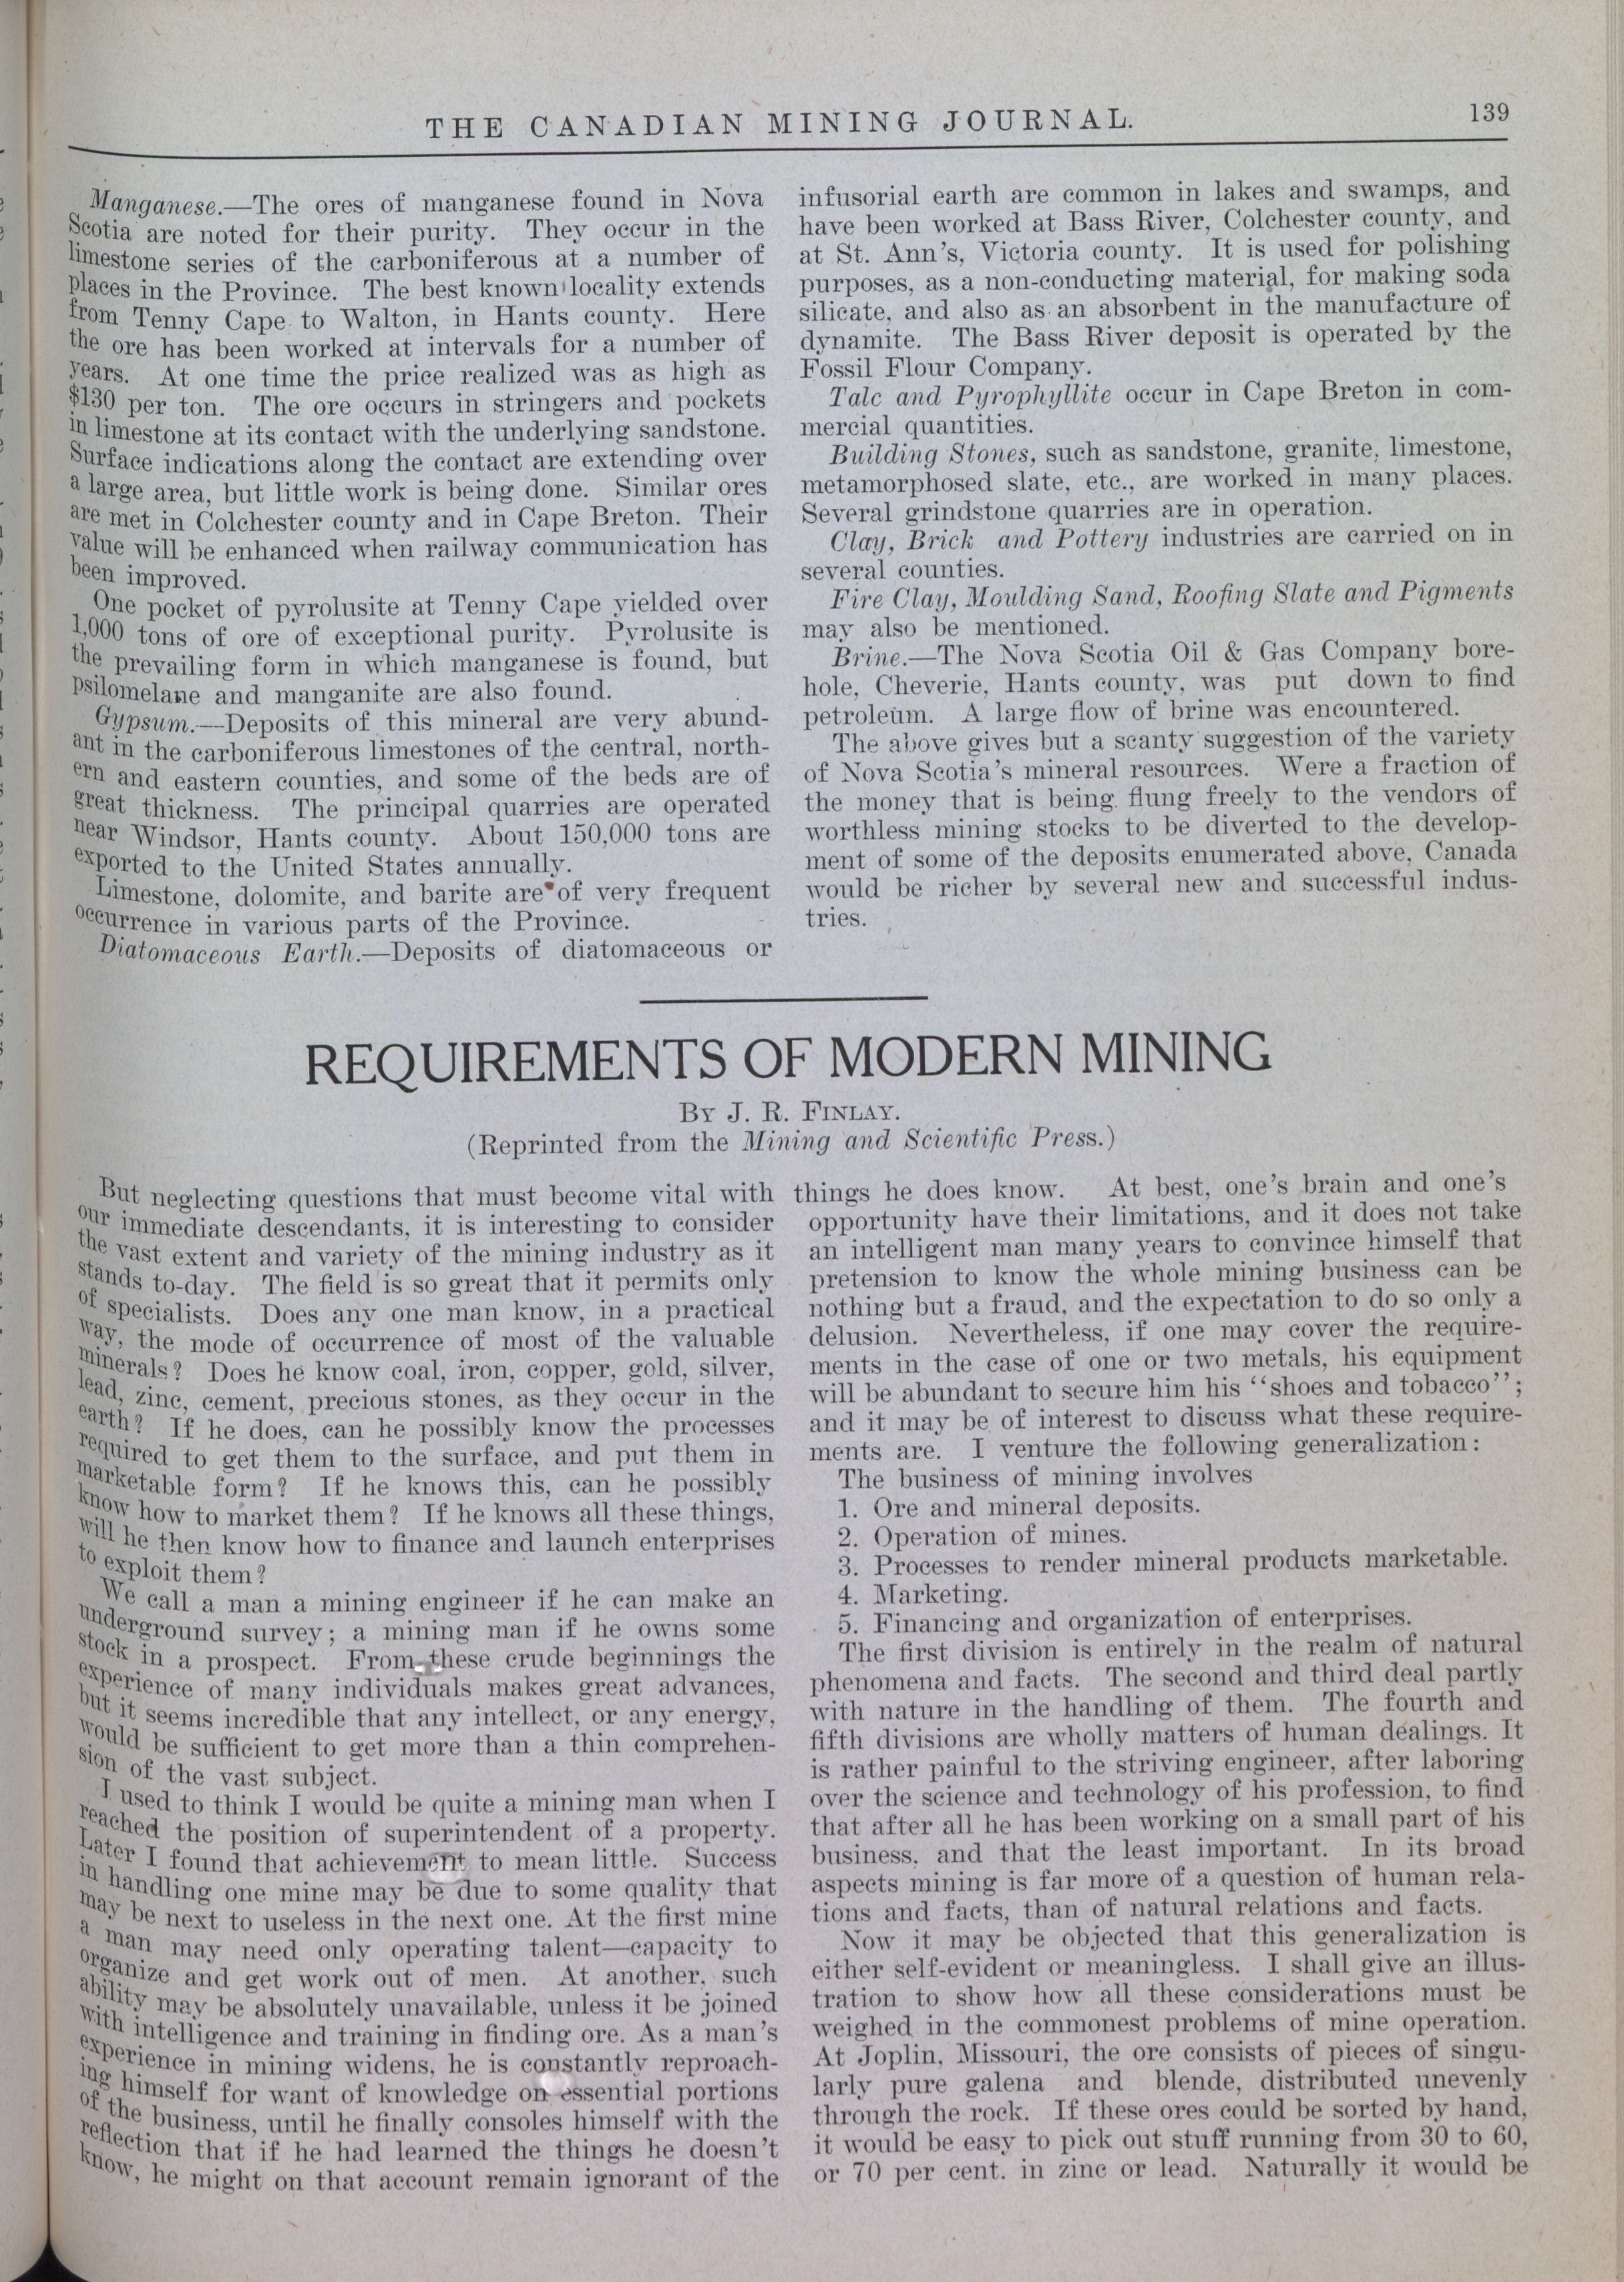 THE CANADIAN MINING JOURNAL.
139
Manganese.—The ores of manganese found in Nova
Scotia are noted for their purity. They occur in the
limestone series of the carboniferous at a number of
places in the Province. The best known locality extends
from Tenny Cape to Walton, in Hants county. Here
the ore has been worked at intervals for a number of
years. At one time the price realized was as high as
$130 per ton. The ore occurs in stringers and pockets
in limestone at its contact with the underlying sandstone.
Surface indications along the contact are extending over
a large area, but little work is being done. Similar ores
are met in Colchester county and in Cape Breton. Their
value will be enhanced when railway communication has
been improved.
One pocket of pyrolusite at Tenny Cape yielded over
1,000 tons of ore of exceptional purity. Pyrolusite is
the prevailing form in which manganese is found, but
psilomelane and manganite are also found.
Gypsum.—Deposits of this mineral are very abund-
ant in the carboniferous limestones of the central, north-
ern and eastern counties, and some of the beds are of
great thickness. The principal quarries are operated
near Windsor, Hants county. About 150,000 tons are
exported to the United States annually.
Limestone, dolomite, and barite are of very frequent
occurrence in various parts of the Province.
Diatomaceous Earth.—Deposits of diatomaceous or
infusorial earth are common in lakes and swamps, and
have been worked at Bass River, Colchester county, and
at St. Ann's, Victoria county. It is used for polishing
purposes, as a non-conducting material, for making soda
silicate, and also as an absorbent in the manufacture of
dynamite. The Bass River deposit is operated by the
Fossil Flour Company.
Talc and Pyrophyllite occur in Cape Breton in com-
mercial quantities.
Building Stones, such as sandstone, granite, limestone,
metamorphosed slate, etc., are worked in many places.
Several grindstone quarries are in operation.
Clay, Brick and Pottery industries are carried on in
several counties.
Fire Clay, Moulding Sand, Roofing Slate and Pigments
may also be mentioned.
Brine.—The Nova Scotia Oil & Gas Company bore-
hole, Cheverie, Hants county, was put down to find
petroleum. A large flow of brine was encountered.
The above gives but a scanty suggestion of the variety
of Nova Scotia's mineral resources. Were a fraction of
the money that is being flung freely to the vendors of
worthless mining stocks to be diverted to the develop-
ment of some of the deposits enumerated above, Canada
would be richer by several new and successful indus-
tries.
REQUIREMENTS OF MODERN MINING
By J. R. Finlay.
(Reprinted from the Mining and Scientific Press.)
But neglecting questions that must become vital with
our immediate descendants, it is interesting to consider
the vast extent and variety of the mining industry as it
stands to-day. The field is so great that it permits only
of specialists. Does any one man know, in a practical
way, the mode of occurrence of most of the valuable
minerals? Does he know coal, iron, copper, gold, silver,
lead, zinc, cement, precious stones, as they occur in the
earth? If he does, can he possibly know the processes
required to get them to the surface, and put them in
marketable form? If he knows this, can he possibly
know how to market them? If he knows all these things,
will he then know how to finance and launch enterprises
to exploit them?
We call a man a mining engineer if he can make an
underground survey; a mining man if he owns some
stock in a prospect. From these crude beginnings the
experience of many individuals makes great advances,
but it seems incredible that any intellect, or any energy,
would be sufficient to get more than a thin comprehen-
sion of the vast subject.
I used to think I would be quite a mining man when I
reached the position of superintendent of a property.
Later I found that achievement to mean little. Success
in handling one mine may be due to some quality that
may be next to useless in the next one. At the first mine
a man may need only operating talent—capacity to
organize and get work out of men. At another, such
ability may be absolutely unavailable, unless it be joined
with intelligence and training in finding ore. As a man's
experience in mining widens, he is constantly reproach-
ing himself for want of knowledge on essential portions
of the business, until he finally consoles himself with the
reflection that if he had learned the things he doesn't
know, he might on that account remain ignorant of the
things he does know. At best, one's brain and one's
opportunity have their limitations, and it does not take
an intelligent man many years to convince himself that
pretension to know the whole mining business can be
nothing but a fraud, and the expectation to do so only a
delusion. Nevertheless, if one may cover the require-
ments in the case of one or two metals, his equipment
will be abundant to secure him his "shoes and tobacco";
and it may be of interest to discuss what these require-
ments are. I venture the following generalization:
The business of mining involves
1. Ore and mineral deposits.
2. Operation of mines.
3. Processes to render mineral products marketable.
4. Marketing.
5. Financing and organization of enterprises.
The first division is entirely in the realm of natural
phenomena and facts. The second and third deal partly
with nature in the handling of them. The fourth and
fifth divisions are wholly matters of human dealings. It
is rather painful to the striving engineer, after laboring
over the science and technology of his profession, to find
that after all he has been working on a small part of his
business, and that the least important. In its broad
aspects mining is far more of a question of human rela-
tions and facts, than of natural relations and facts.
Now it may be objected that this generalization is
either self-evident or meaningless. I shall give an illus-
tration to show how all these considerations must be
weighed in the commonest problems of mine operation.
At Joplin, Missouri, the ore consists of pieces of singu-
larly pure galena and blende, distributed unevenly
through the rock. If these ores could be sorted by hand,
it would be easy to pick out stuff running from 30 to 60,
or 70 per cent. in zinc or lead. Naturally it would be